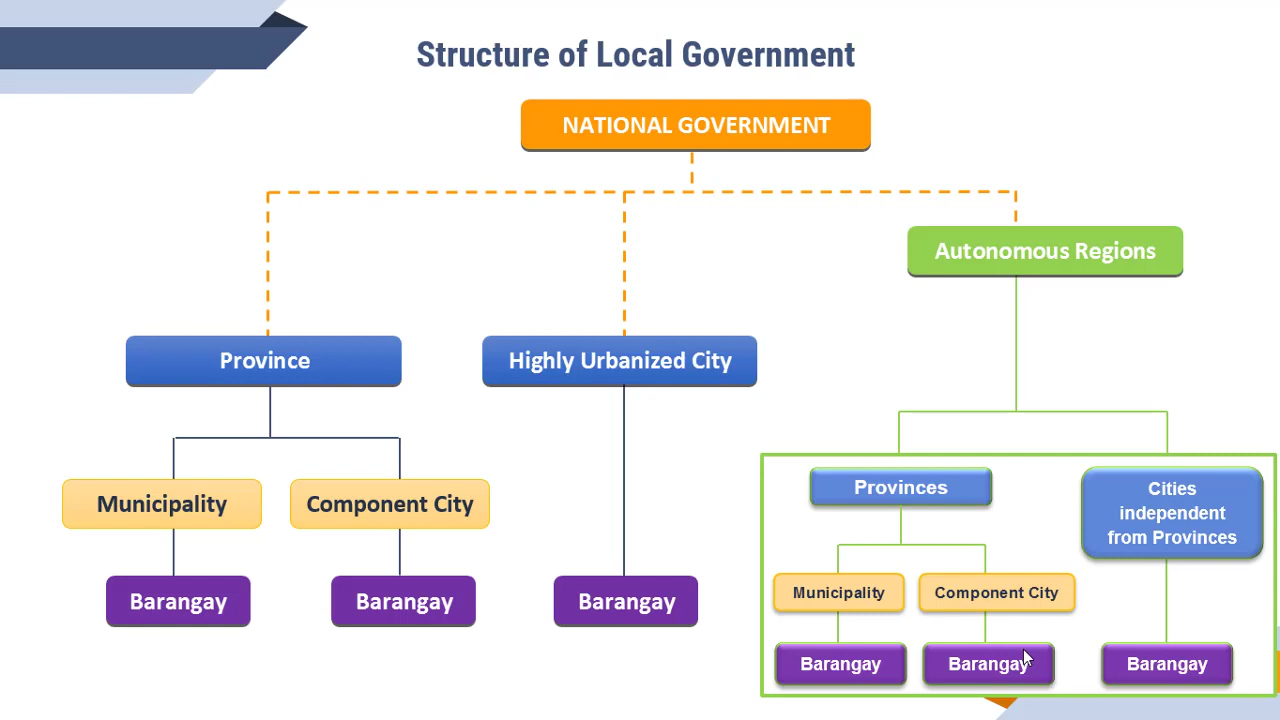 Structure of Local Government
NATIONAL GOVERNMENT
Autonomous Regions
Province
Highly Urbanized City
Municipality
Component City
Barangay
Barangay
Barangay
Provinces
Cities
independent
from Provinces
Municipality
Component City
Barangay
Barangay
Barangay